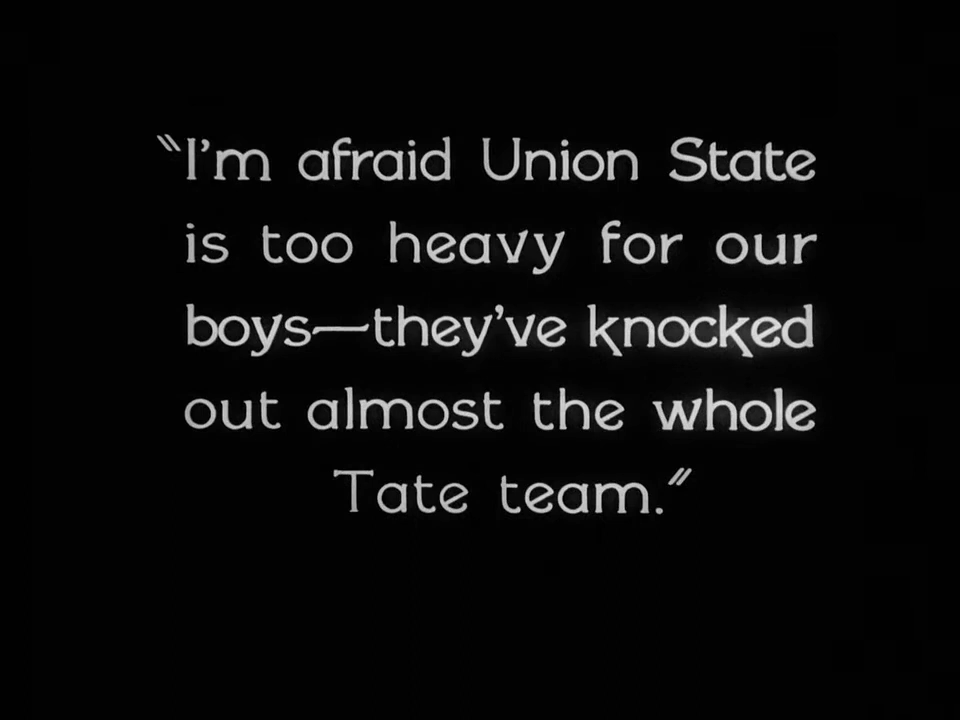 "I'm afraid Union State
is too heavy for our
boys—they've knocked
out almost the whole
Tate team."